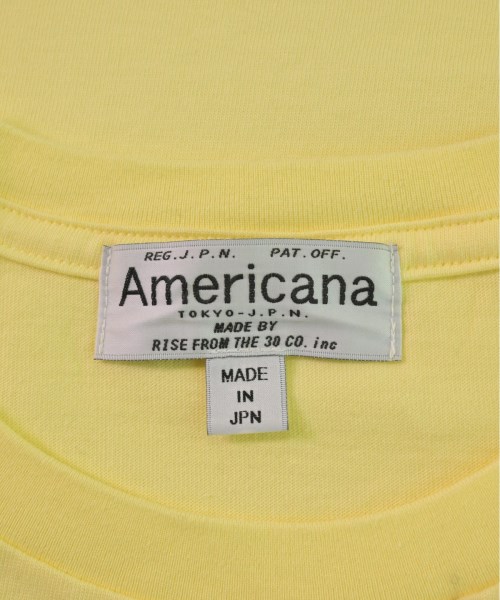 REG.J.P.N. PAT.OFF.
Americana
TOKYO-J.P.N.
MADE BY
RISE FROM THE 30 CO. inc
MADE
IN
JPN